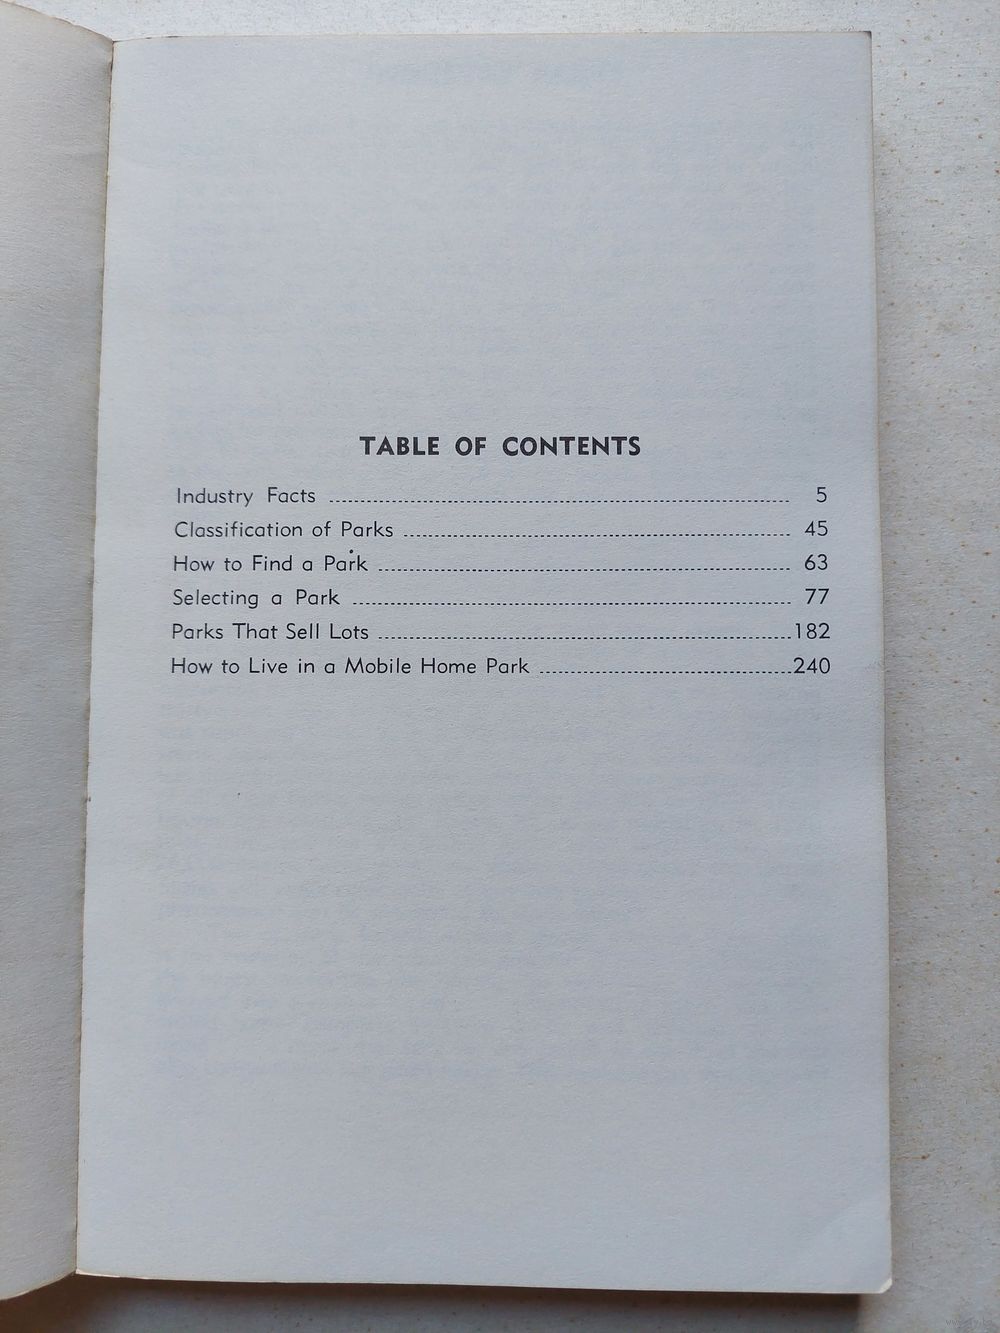 TABLE OF CONTENTS
Industry Facts 5
Classification of Parks 45
How to Find a Park 63
Selecting a Park 77
Parks That Sell Lots 182
How to Live in a Mobile Home Park 240